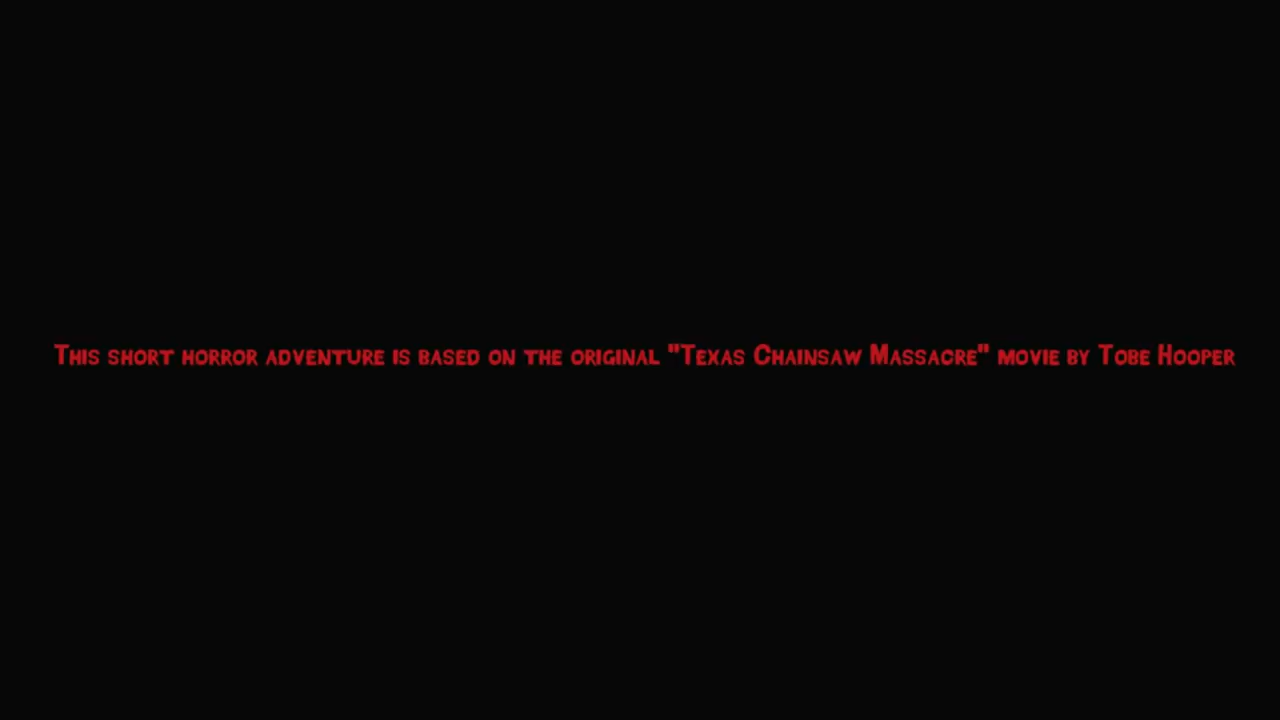 This short horror adventure is based on the original "Texas Chainsaw Massacre" movie by Tobe Hooper